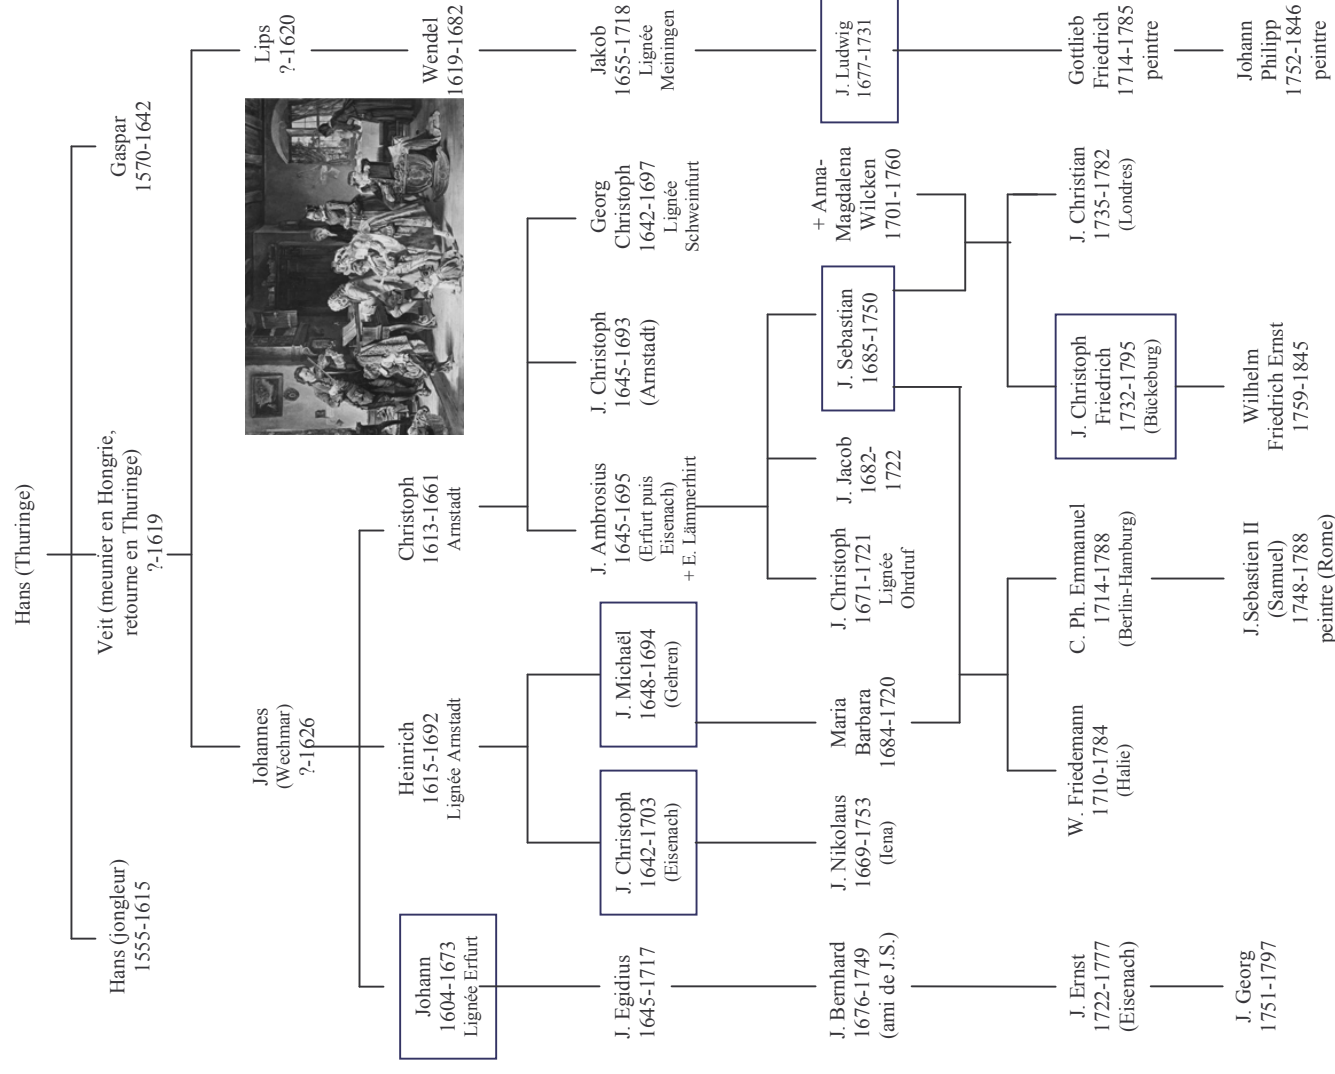 Hans (Thuringe)
Hans (jongleur)
1555-1615
Veit (meunier en Hongrie,
retourne en Thuringe)
?-1619
Gaspar
1570-1642
Johannes
(Wechmar)
?-1626
Lips
?-1620
Johann
1604-1673
Lignée Erfurt
Heinrich
1615-1692
Lignée Arnstadt
Christoph
1613-1661
Arnstadt
Wendel
1619-1682
J. Egidius
1645-1717
J. Christoph
1642-1703
(Eisenach)
J. Michaël
1648-1694
(Gehren)
J. Ambrosius
1645-1695
(Erfurt puis
Eisenach)
+ E. Lämmerhirt
J. Christoph
1645-1693
(Arnstadt)
Georg
Christoph
1642-1697
Lignée
Schweinfurt
Jakob
1655-1718
Lignée
Meiningen
J. Bernhard
1676-1749
(ami de J.S.)
J. Nikolaus
1669-1753
(Iena)
Maria
Barbara
1684-1720
J. Christoph
1671-1721
Lignée
Ohrdruf
J. Jacob
1682-
1722
J. Sebastian
1685-1750
+ Anna-
Magdalena
Wilcken
1701-1760
J. Ludwig
1677-1731
J. Ernst
1722-1777
(Eisenach)
W. Friedemann
1710-1784
(Halie)
C. Ph. Emmanuel
1714-1788
(Berlin-Hamburg)
J. Christoph
Friedrich
1732-1795
(Bückeburg)
J. Christian
1735-1782
(Londres)
Gottlieb
Friedrich
1714-1785
peintre
J. Georg
1751-1797
J.Sebastien II
(Samuel)
1748-1788
peintre (Rome)
Wilhelm
Friedrich Ernst
1759-1845
Johann
Philipp
1752-1846
peintre